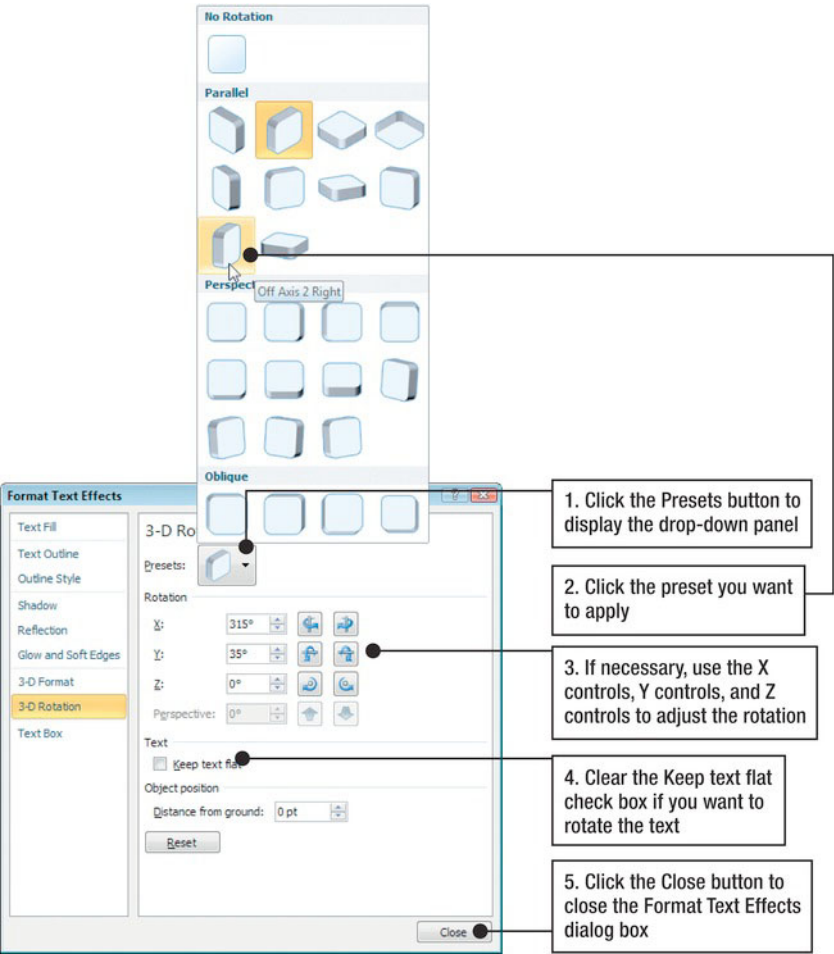 No Rotation
Parallel
Perspect
Off Axis 2 Right
Oblique
Format Text Effects
Text Fill
Text Outline
Outline Style
Shadow
Reflection
Glow and Soft Edges
3-D Format
3-D Rotation
Text Box
3-D Ro
Presets:
Rotation
X: 315°
Y: 35°
Z: 0°
Perspective: 0°
Text
Keep text flat
Object position
Distance from ground: 0 pt
Reset
Close
1. Click the Presets button to
display the drop-down panel
2. Click the preset you want
to apply
3. If necessary, use the X
controls, Y controls, and Z
controls to adjust the rotation
4. Clear the Keep text flat
check box if you want to
rotate the text
5. Click the Close button to
close the Format Text Effects
dialog box